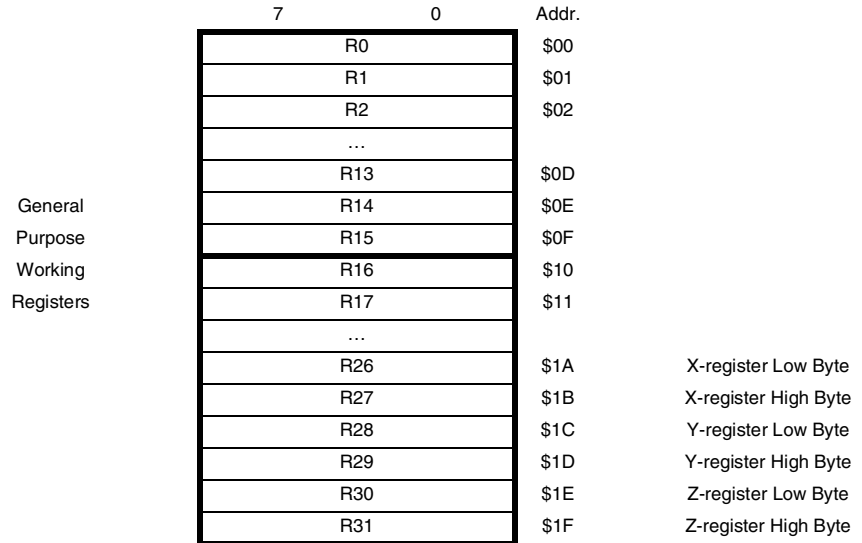 7 0 Addr.
R0 $00
R1 $01
R2 $02
…
R13 $0D
General R14 $0E
Purpose R15 $0F
Working R16 $10
Registers R17 $11
…
R26 $1A X-register Low Byte
R27 $1B X-register High Byte
R28 $1C Y-register Low Byte
R29 $1D Y-register High Byte
R30 $1E Z-register Low Byte
R31 $1F Z-register High Byte